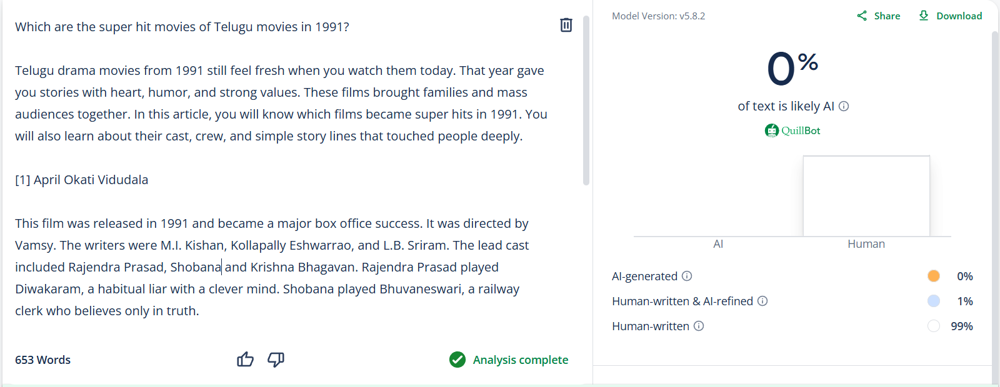 Which are the super hit movies of Telugu movies in 1991?
Telugu drama movies from 1991 still feel fresh when you watch them today. That year gave
you stories with heart, humor, and strong values. These films brought families and mass
audiences together. In this article, you will know which films became super hits in 1991. You
will also learn about their cast, crew, and simple story lines that touched people deeply.
[1] April Okati Vidudala
This film was released in 1991 and became a major box office success. It was directed by
Vamsy. The writers were M.I. Kishan, Kollapally Eshwarrao, and L.B. Sriram. The lead cast
included Rajendra Prasad, Shobana and Krishna Bhagavan. Rajendra Prasad played
Diwakaram, a habitual liar with a clever mind. Shobana played Bhuvaneswari, a railway
clerk who believes only in truth.
653 Words
Analysis complete
Model Version: v5.8.2
Share
Download
0%
of text is likely AI
QuillBot
AI
Human
AI-generated 0%
Human-written & AI-refined 1%
Human-written 99%